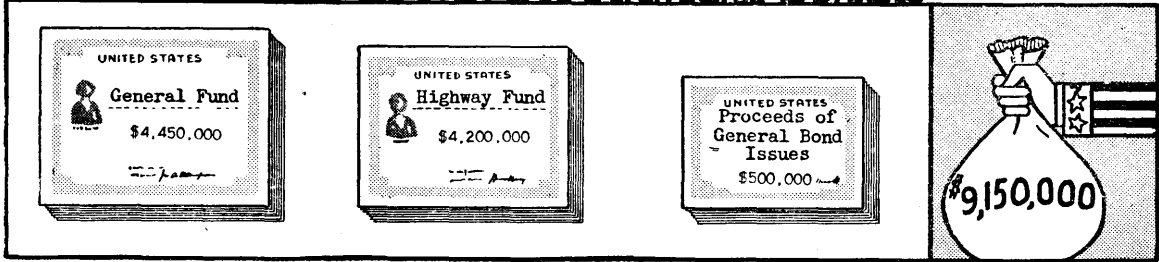 UNITED STATES
General Fund
$4,450,000
UNITED STATES
Highway Fund
$4,200,000
UNITED STATES
Proceeds of
General Bond
Issues
$500,000
$9,150,000